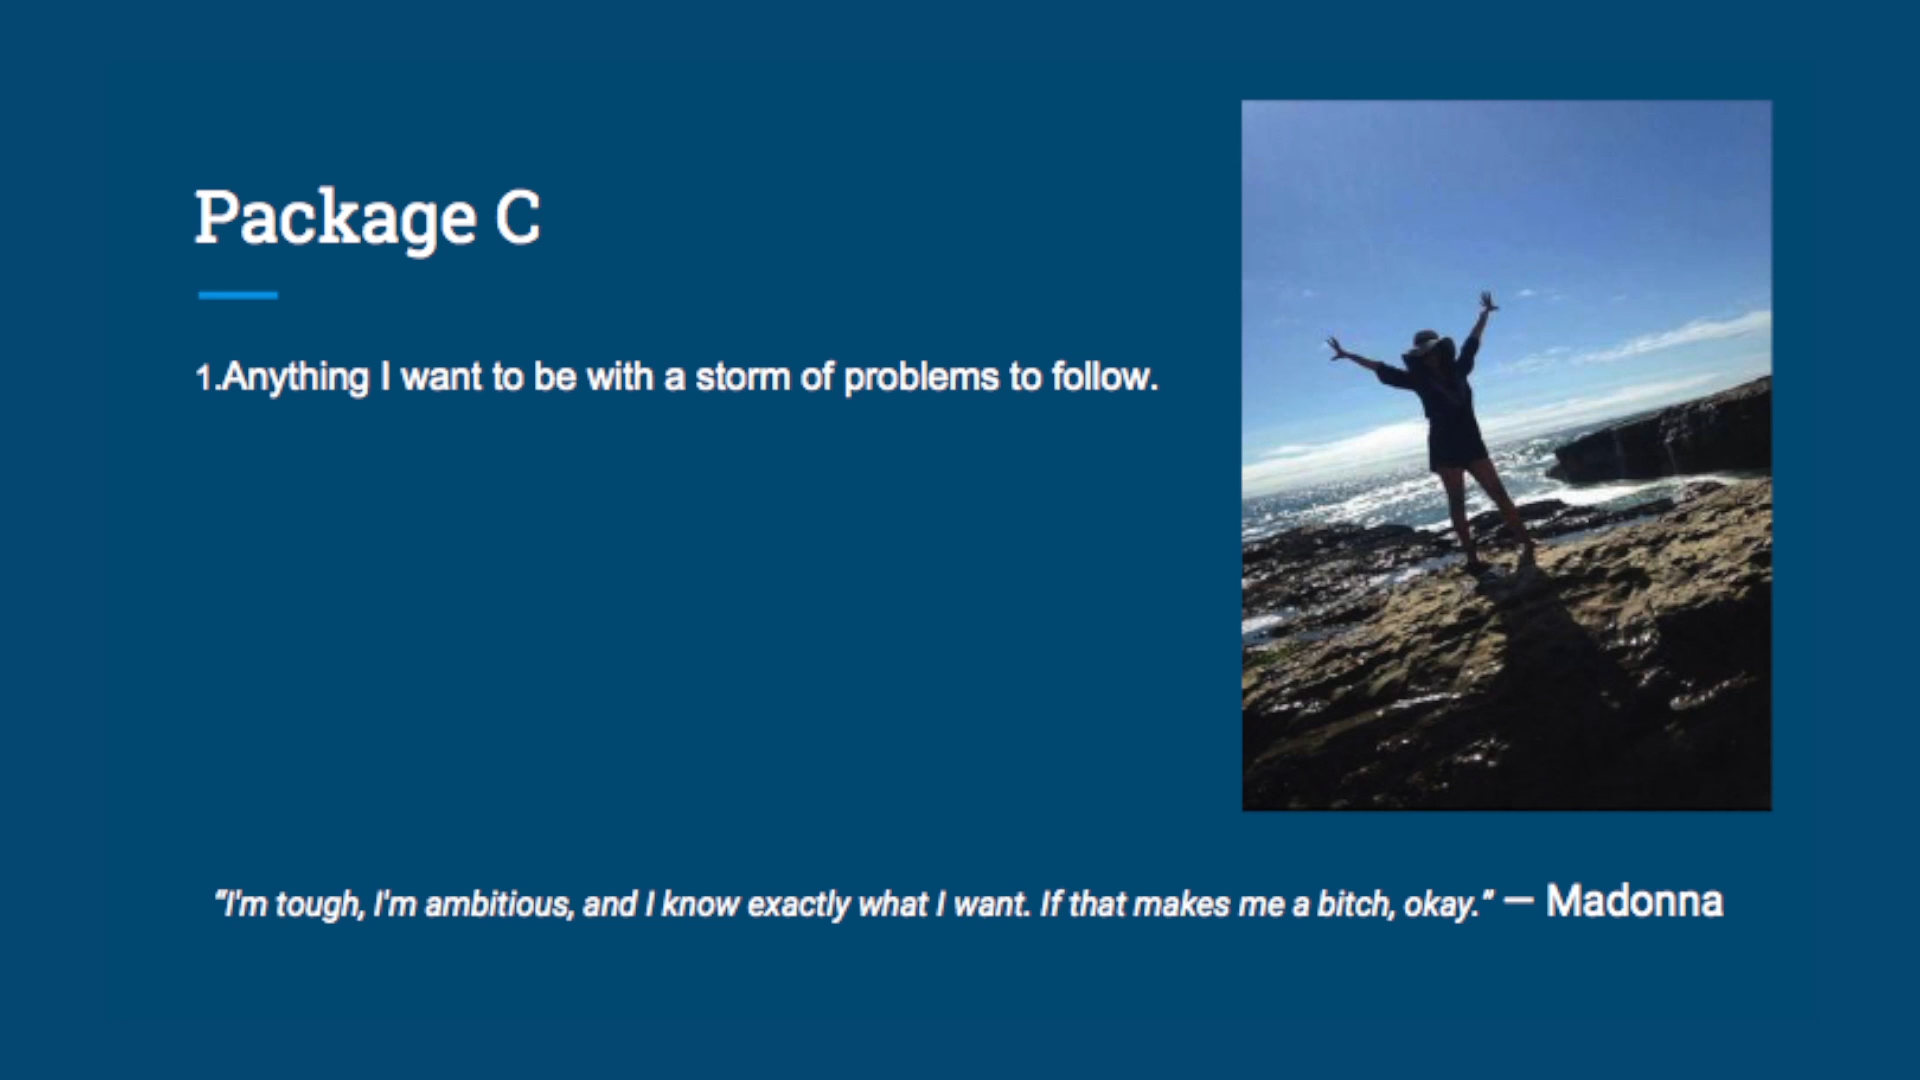 Package C
1.Anything I want to be with a storm of problems to follow.
“I'm tough, I'm ambitious, and I know exactly what I want. If that makes me a bitch, okay.” — Madonna